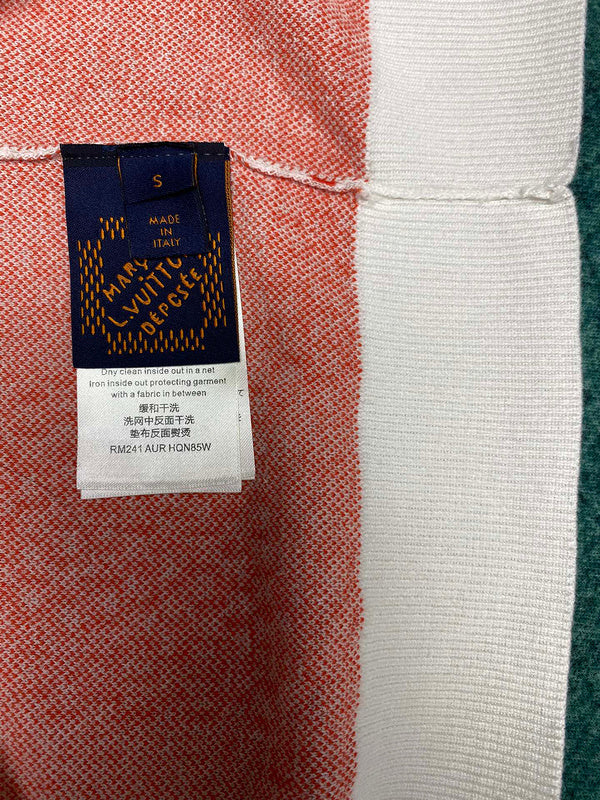 S
MADE
IN
ITALY
MARQUE
L.VUITTON
DÉPOSÉE
Dry clean inside out in a net
Iron inside out protecting garment
with a fabric in between
缓和干洗
洗网中反面干洗
垫布反面熨烫
RM241 AUR HQN85W